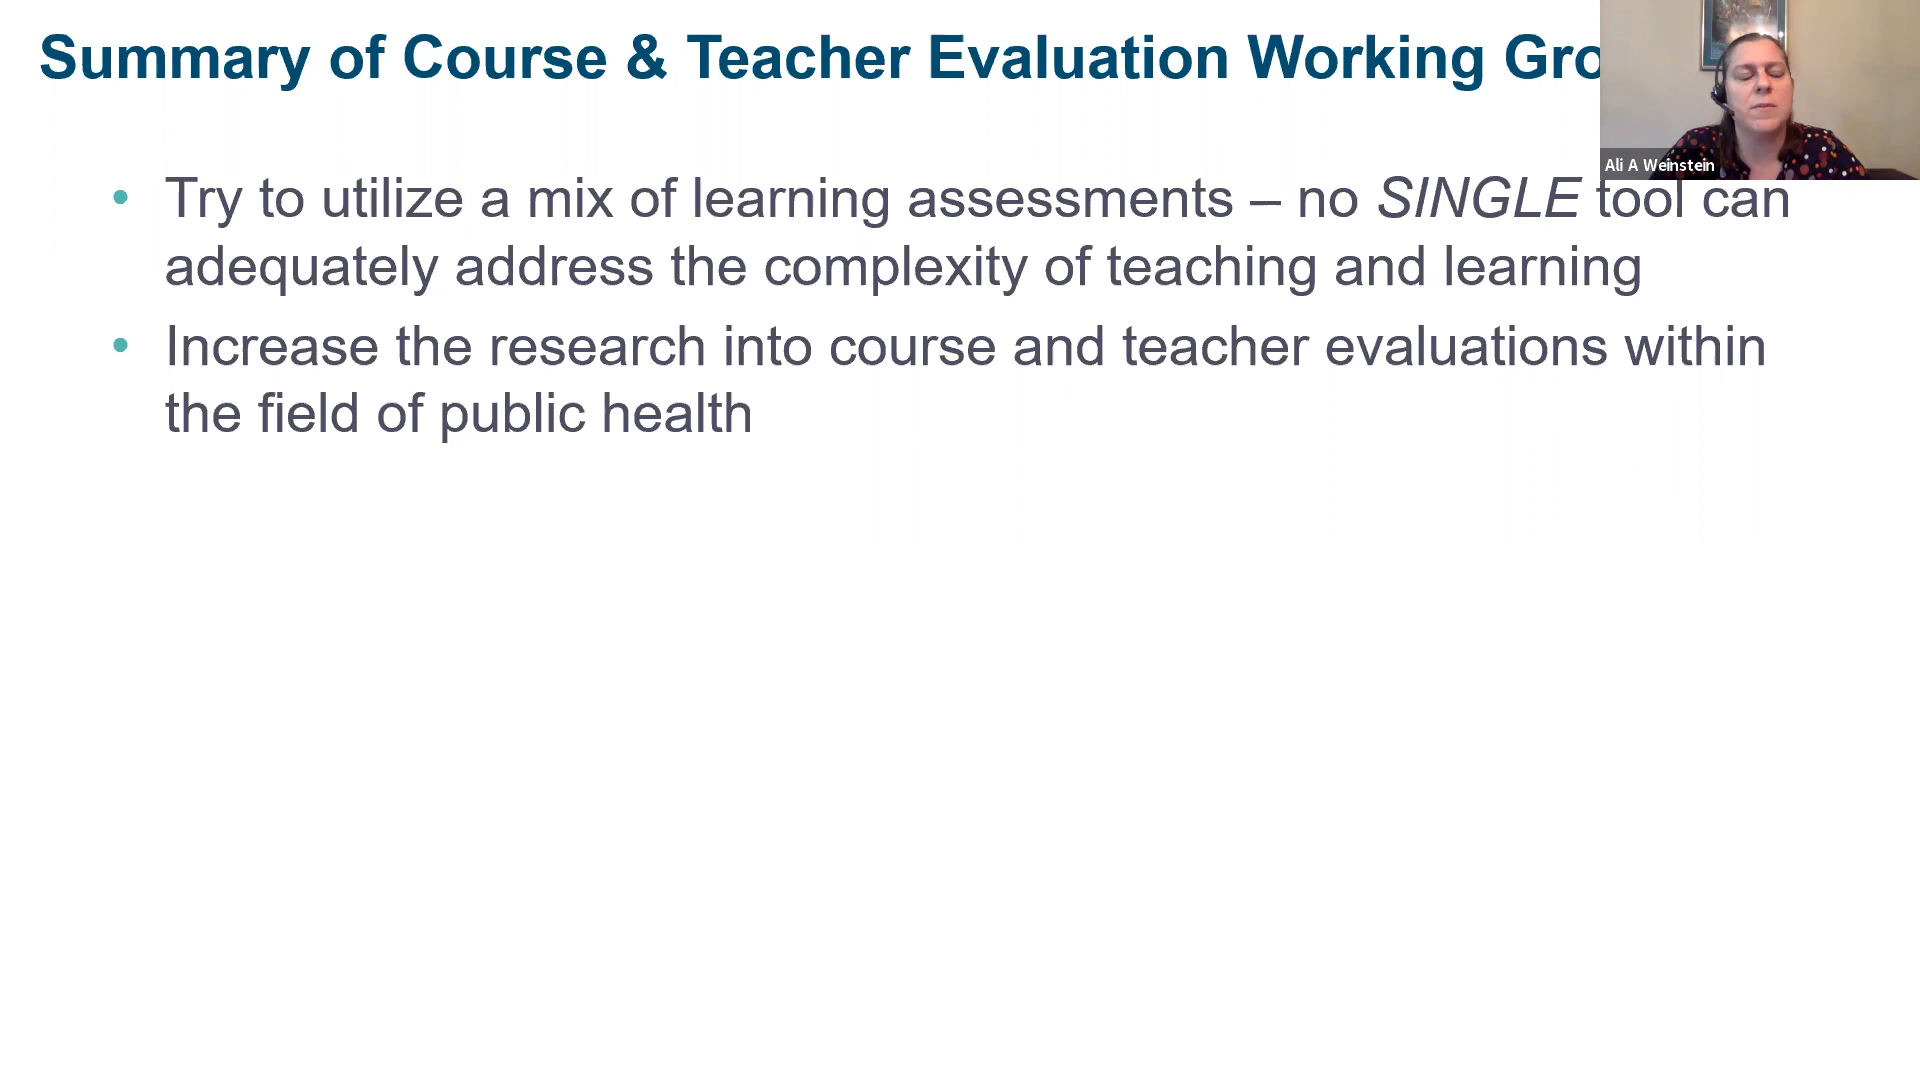 Summary of Course & Teacher Evaluation Working Gro
Ali A Weinstein
• Try to utilize a mix of learning assessments – no SINGLE tool can
adequately address the complexity of teaching and learning
• Increase the research into course and teacher evaluations within
the field of public health